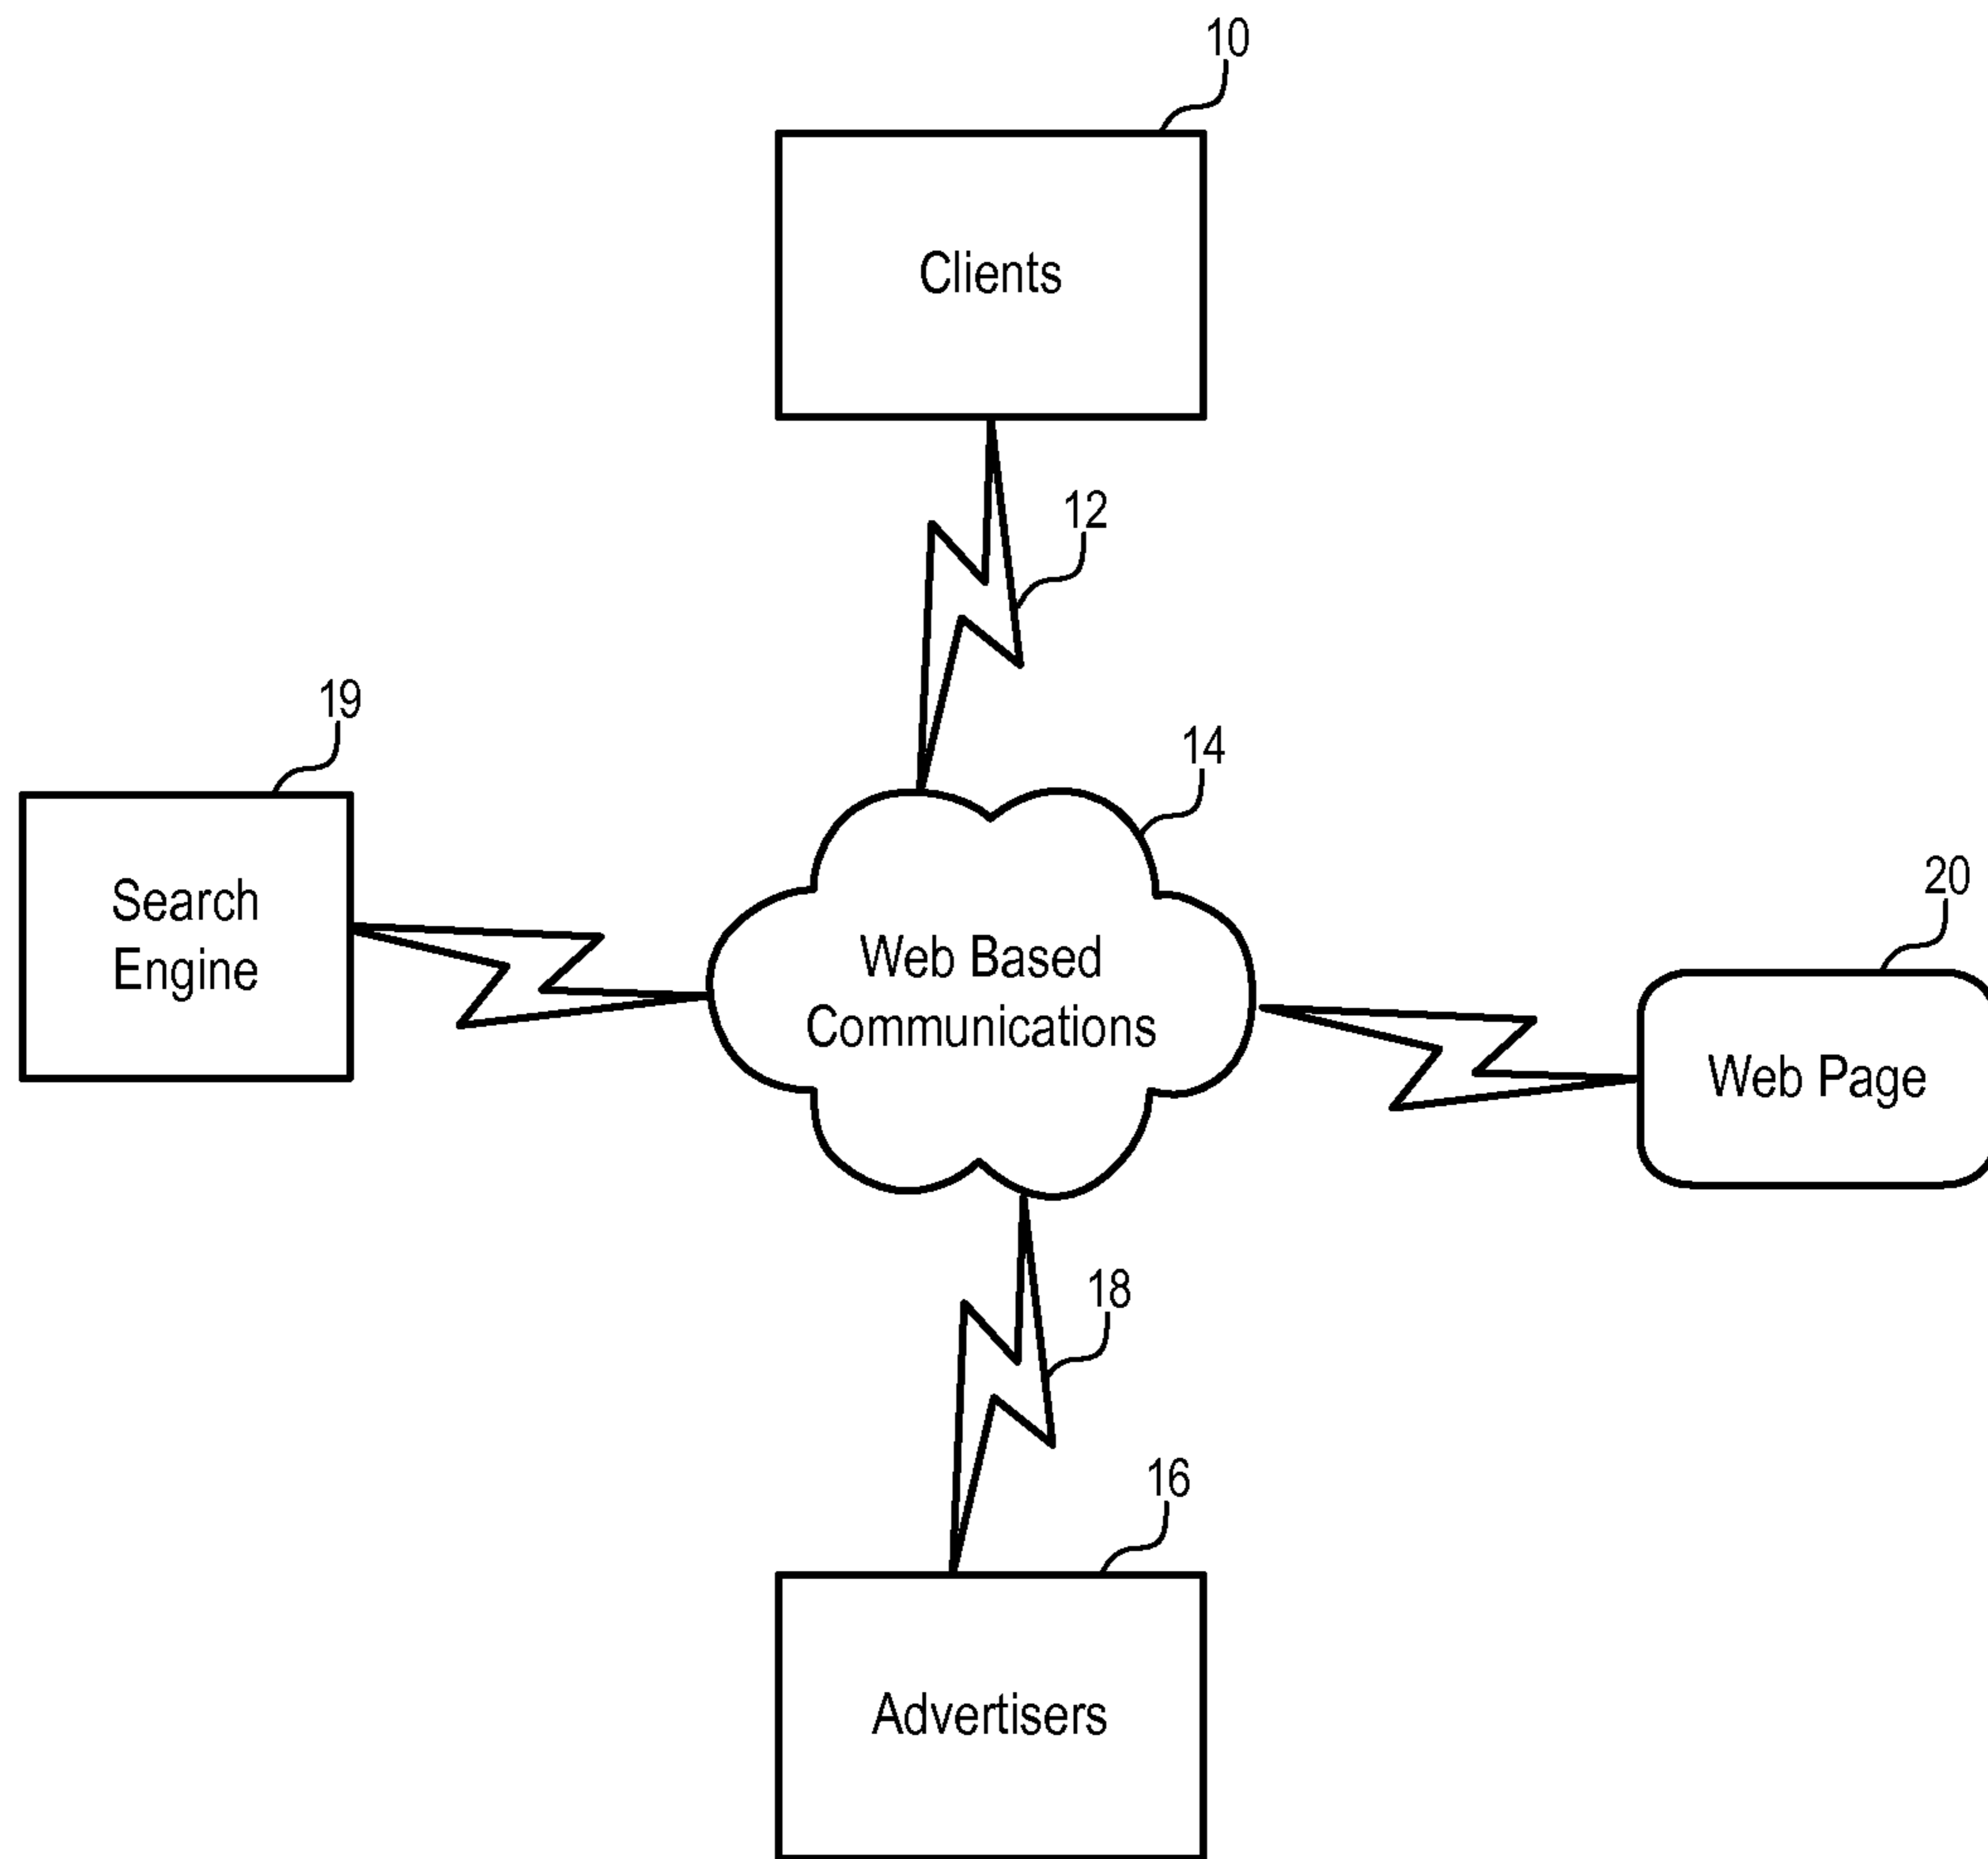 10
Clients
12
19
14
Search
Engine
20
Web Based
Communications
Web Page
18
16
Advertisers